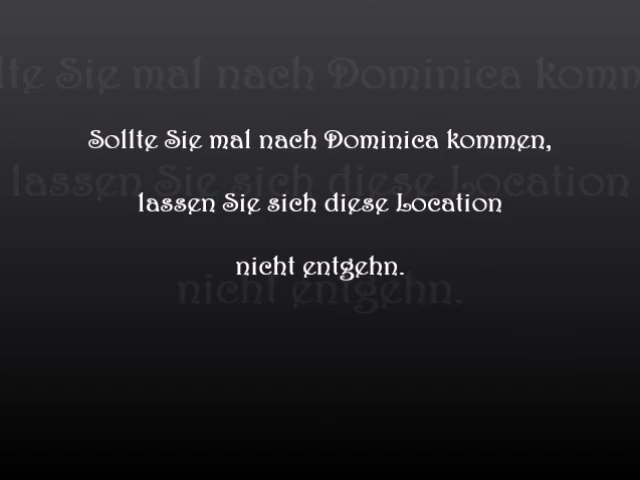 Sollte Sie mal nach Dominica kommen,
lassen Sie sich diese Location
nicht entgehn.